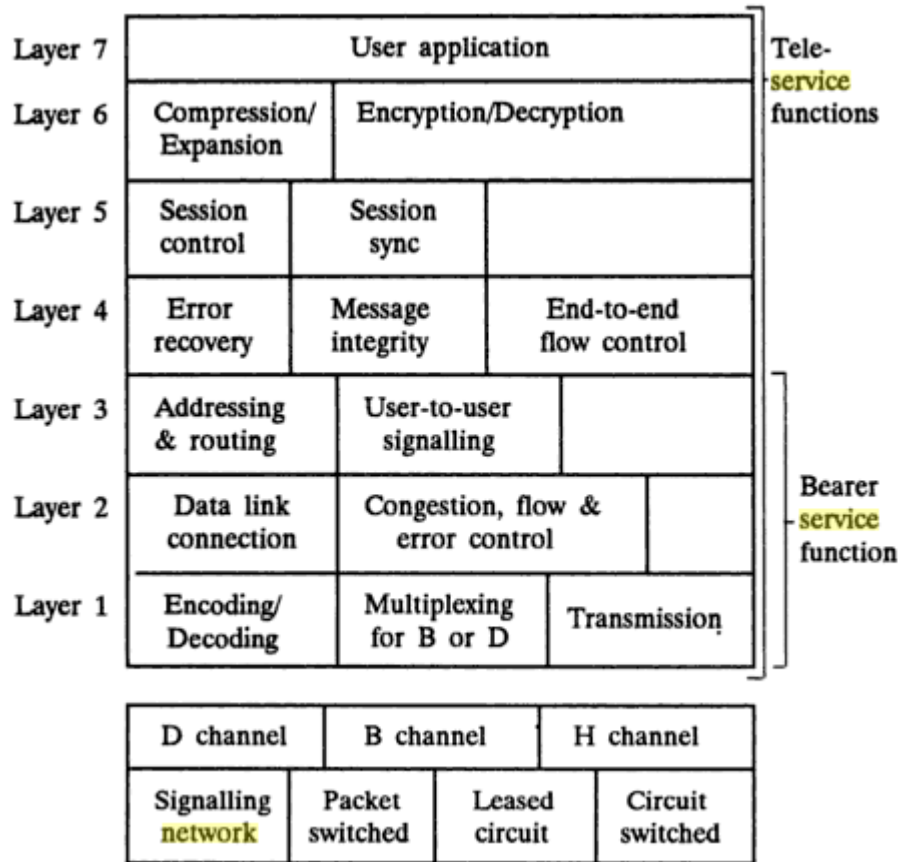 Layer 7
User application
Tele-
service
functions
Layer 6
Compression/
Expansion
Encryption/Decryption
Layer 5
Session
control
Session
sync
Layer 4
Error
recovery
Message
integrity
End-to-end
flow control
Layer 3
Addressing
& routing
User-to-user
signalling
Layer 2
Data link
connection
Congestion, flow &
error control
Bearer
service
function
Layer 1
Encoding/
Decoding
Multiplexing
for B or D
Transmission
D channel
B channel
H channel
Signalling
network
Packet
switched
Leased
circuit
Circuit
switched